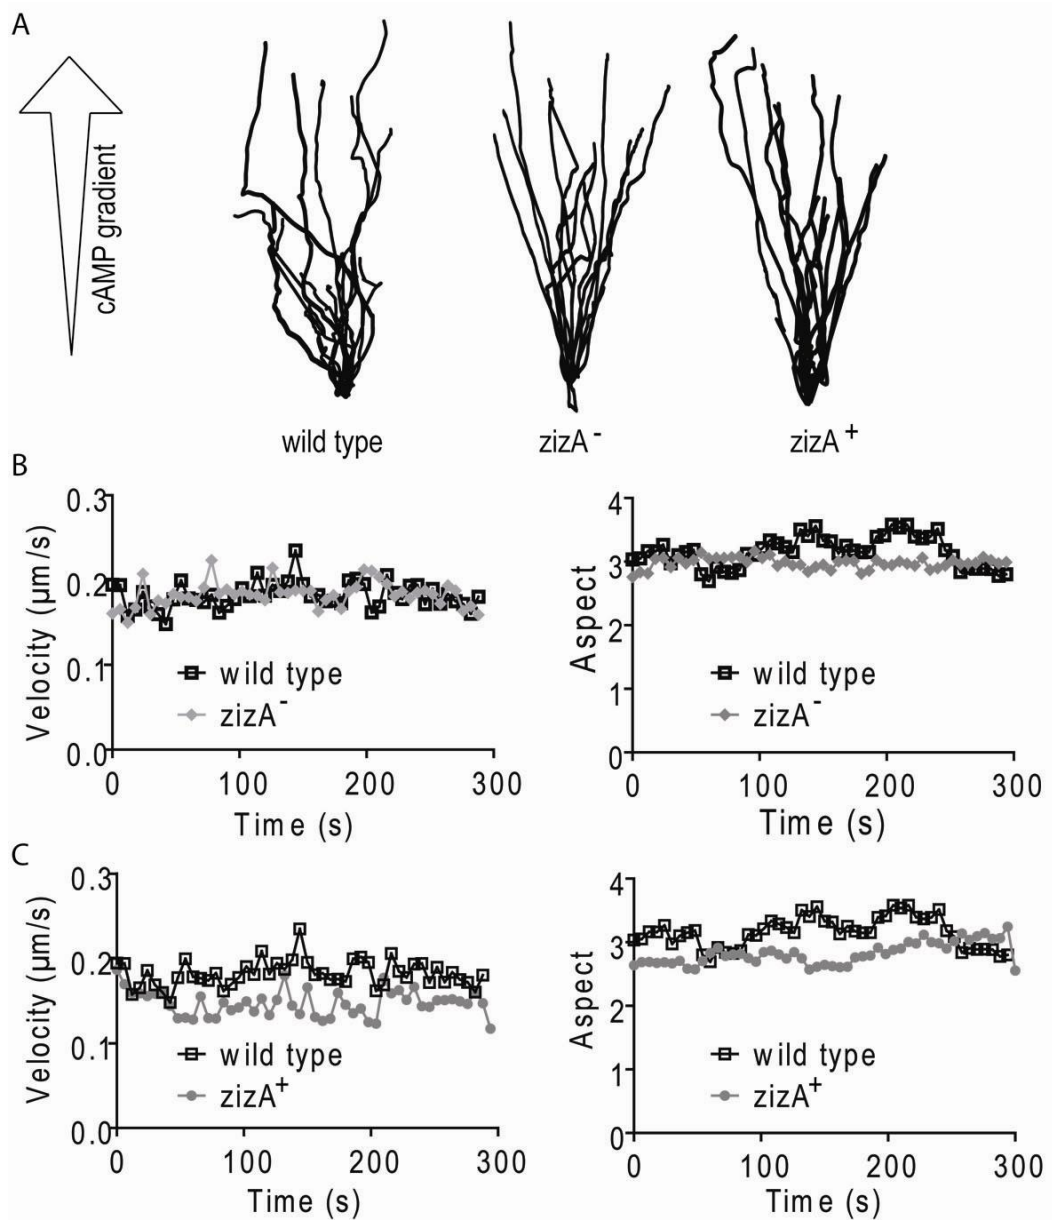 A
cAMP gradient
wild type
zizA-
zizA+
B
0.3
0.2
0.1
0.0
Velocity (µm/s)
wild type
zizA-
0
100
200
300
Time (s)
4
3
2
1
0
Aspect
wild type
zizA-
0
100
200
300
Time (s)
C
0.3
0.2
0.1
0.0
Velocity (µm/s)
wild type
zizA+
0
100
200
300
Time (s)
4
3
2
1
0
Aspect
wild type
zizA+
0
100
200
300
Time (s)